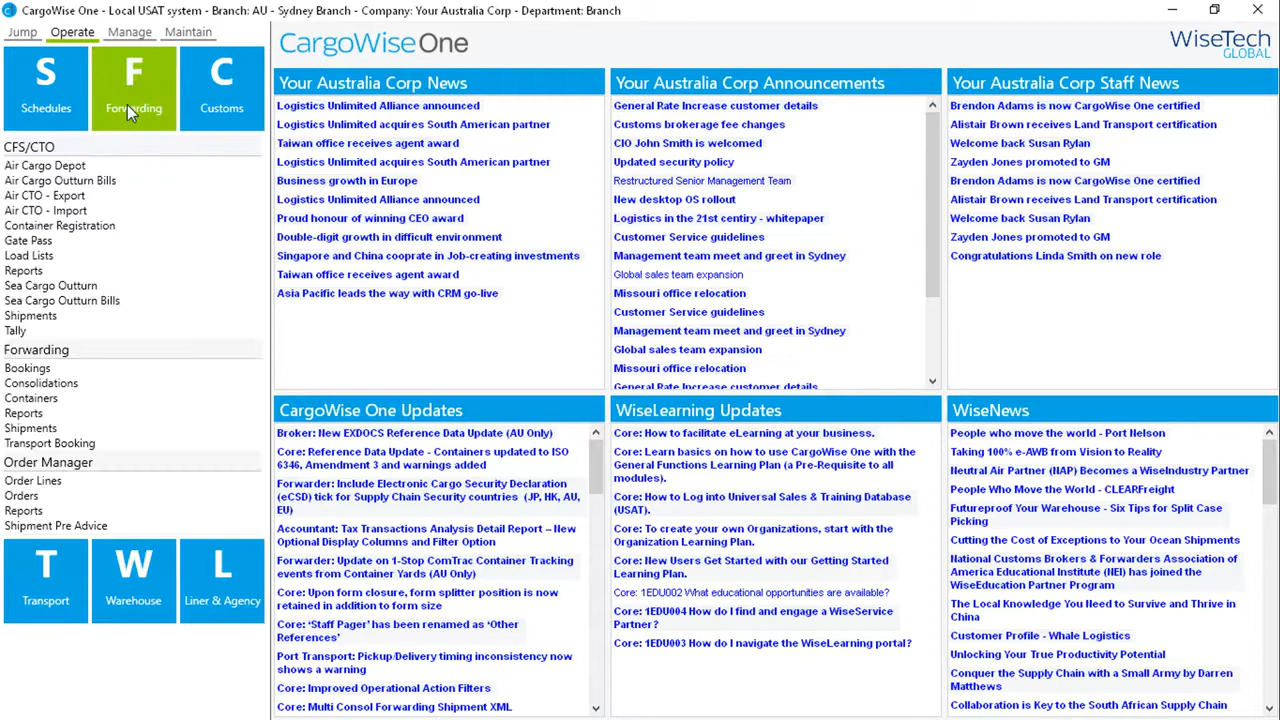 CargoWise One - Local USAT system - Branch: AU - Sydney Branch - Company: Your Australia Corp - Department: Branch
Jump Operate Manage Maintain
S
Schedules
F
Forwarding
C
Customs
CFS/CTO
Air Cargo Depot
Air Cargo Outturn Bills
Air CTO - Export
Air CTO - Import
Container Registration
Gate Pass
Load Lists
Reports
Sea Cargo Outturn
Sea Cargo Outturn Bills
Shipments
Tally
Forwarding
Bookings
Consolidations
Containers
Reports
Shipments
Transport Booking
Order Manager
Order Lines
Orders
Reports
Shipment Pre Advice
T
Transport
W
Warehouse
L
Liner & Agency
CargoWise One
WiseTech
GLOBAL
Your Australia Corp News
Logistics Unlimited Alliance announced
Logistics Unlimited acquires South American partner
Taiwan office receives agent award
Logistics Unlimited acquires South American partner
Business growth in Europe
Logistics Unlimited Alliance announced
Proud honour of winning CEO award
Double-digit growth in difficult environment
Singapore and China cooprate in Job-creating investments
Taiwan office receives agent award
Asia Pacific leads the way with CRM go-live
Your Australia Corp Announcements
General Rate Increase customer details
Customs brokerage fee changes
CIO John Smith is welcomed
Updated security policy
Restructured Senior Management Team
New desktop OS rollout
Logistics in the 21st centiry - whitepaper
Customer Service guidelines
Management team meet and greet in Sydney
Global sales team expansion
Missouri office relocation
Customer Service guidelines
Management team meet and greet in Sydney
Global sales team expansion
Missouri office relocation
General Rate Increase customer details
Your Australia Corp Staff News
Brendon Adams is now CargoWise One certified
Alistair Brown receives Land Transport certification
Welcome back Susan Rylan
Zayden Jones promoted to GM
Brendon Adams is now CargoWise One certified
Alistair Brown receives Land Transport certification
Welcome back Susan Rylan
Zayden Jones promoted to GM
Congratulations Linda Smith on new role
CargoWise One Updates
Broker: New EXDOCS Reference Data Update (AU Only)
Core: Reference Data Update - Containers updated to ISO
6346, Amendment 3 and warnings added
Forwarder: Include Electronic Cargo Security Declaration
(eCSD) tick for Supply Chain Security countries (JP, HK, AU,
EU)
Accountant: Tax Transactions Analysis Detail Report – New
Optional Display Columns and Filter Option
Forwarder: Update on 1-Stop ComTrac Container Tracking
events from Container Yards (AU Only)
Core: Upon form closure, form splitter position is now
retained in addition to form size
Core: ‘Staff Pager’ has been renamed as ‘Other
References’
Port Transport: Pickup/Delivery timing inconsistency now
shows a warning
Core: Improved Operational Action Filters
Core: Multi Consol Forwarding Shipment XML
WiseLearning Updates
Core: How to facilitate eLearning at your business.
Core: Learn basics on how to use CargoWise One with the
General Functions Learning Plan (a Pre-Requisite to all
modules).
Core: How to Log into Universal Sales & Training Database
(USAT).
Core: To create your own Organizations, start with the
Organization Learning Plan.
Core: New Users Get Started with our Getting Started
Learning Plan.
Core: 1EDU002 What educational opportunities are available?
Core: 1EDU004 How do I find and engage a WiseService
Partner?
Core: 1EDU003 How do I navigate the WiseLearning portal?
WiseNews
People who move the world - Port Nelson
Taking 100% e-AWB from Vision to Reality
Neutral Air Partner (NAP) Becomes a WiseIndustry Partner
People Who Move the World - CLEARFreight
Futureproof Your Warehouse - Six Tips for Split Case
Picking
Cutting the Cost of Exceptions to Your Ocean Shipments
National Customs Brokers & Forwarders Association of
America Educational Institute (NEI) has joined the
WiseEducation Partner Program
The Local Knowledge You Need to Survive and Thrive in
China
Customer Profile - Whale Logistics
Unlocking Your True Productivity Potential
Conquer the Supply Chain with a Small Army by Darren
Matthews
Collaboration is Key to the South African Supply Chain